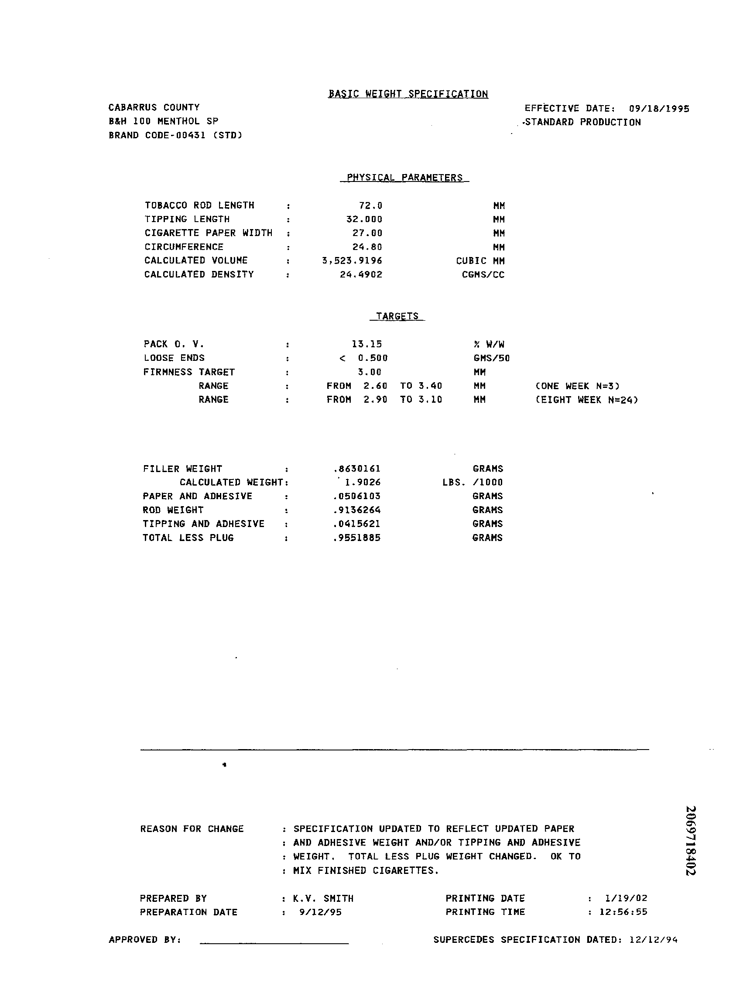 BASIC WEIGHT SPECIFICATION
CABARRUS COUNTY EFFECTIVE DATE: 09/18/1995
B&H 100 MENTHOL SP STANDARD PRODUCTION
BRAND CODE-00431 (STD)
PHYSICAL PARAMETERS
TOBACCO ROD LENGTH : 72.0 MM
TIPPING LENGTH : 32.000 MM
CIGARETTE PAPER WIDTH : 27.00 MM
CIRCUMFERENCE : 24.80 MM
CALCULATED VOLUME : 3,523.9196 CUBIC MM
CALCULATED DENSITY : 24.4902 CGMS/CC
TARGETS
PACK O. V. : 13.15 % W/W
LOOSE ENDS : < 0.500 GMS/50
FIRMNESS TARGET : 3.00 MM
RANGE : FROM 2.60 TO 3.40 MM (ONE WEEK N=3)
RANGE : FROM 2.90 TO 3.10 MM (EIGHT WEEK N=24)
FILLER WEIGHT : .8630161 GRAMS
CALCULATED WEIGHT: 1.9026 LBS. /1000
PAPER AND ADHESIVE : .0506103 GRAMS
ROD WEIGHT : .9136264 GRAMS
TIPPING AND ADHESIVE : .0415621 GRAMS
TOTAL LESS PLUG : .9551885 GRAMS
REASON FOR CHANGE : SPECIFICATION UPDATED TO REFLECT UPDATED PAPER
: AND ADHESIVE WEIGHT AND/OR TIPPING AND ADHESIVE
: WEIGHT. TOTAL LESS PLUG WEIGHT CHANGED. OK TO
: MIX FINISHED CIGARETTES.
PREPARED BY : K.V. SMITH PRINTING DATE : 1/19/02
PREPARATION DATE : 9/12/95 PRINTING TIME : 12:56:55
APPROVED BY: SUPERCEDES SPECIFICATION DATED: 12/12/94
2069718402